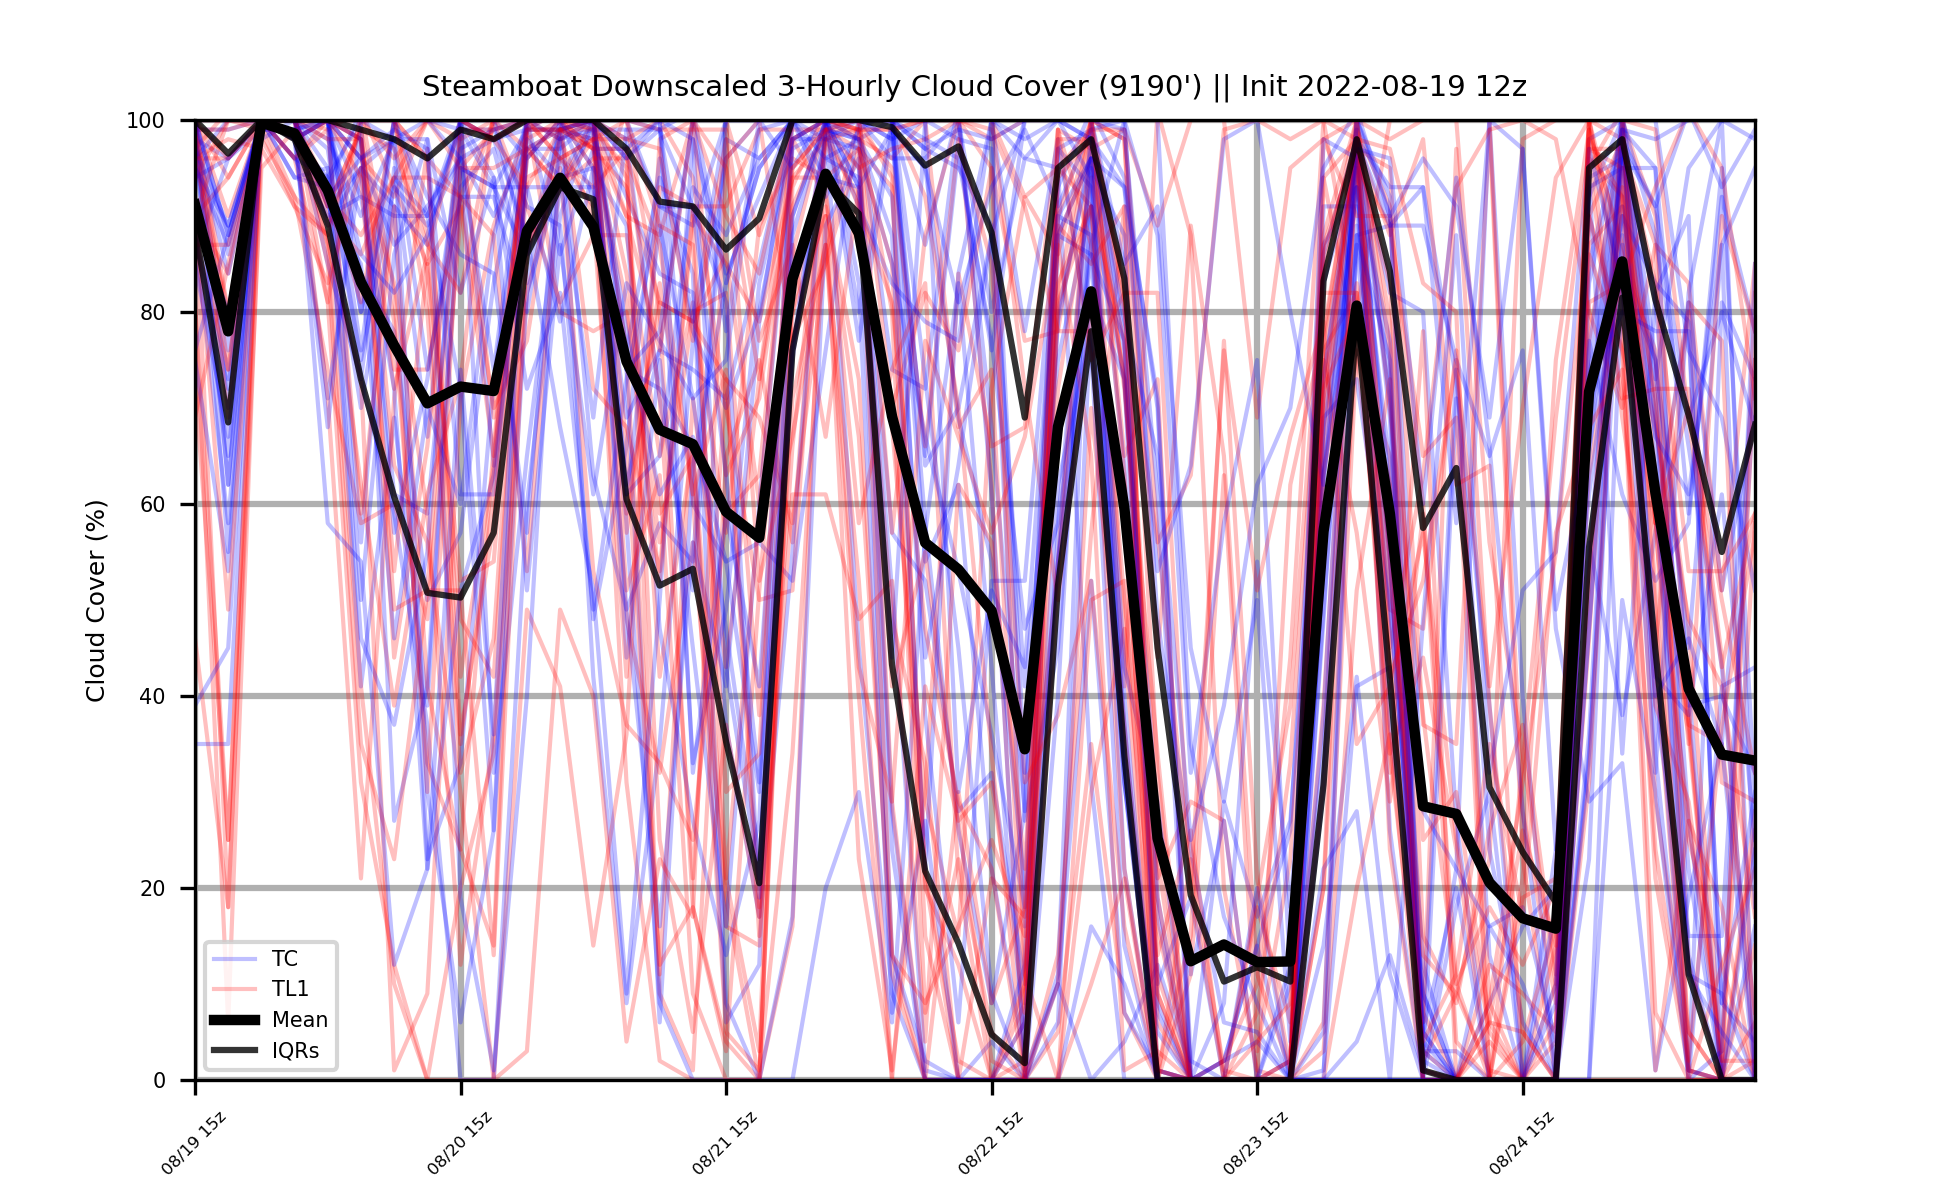 Steamboat Downscaled 3-Hourly Cloud Cover (9190') || Init 2022-08-19 12z
100
80
60
40
20
0
Cloud Cover (%)
TC
TL1
Mean
IQRs
08/19 15z
08/20 15z
08/21 15z
08/22 15z
08/23 15z
08/24 15z